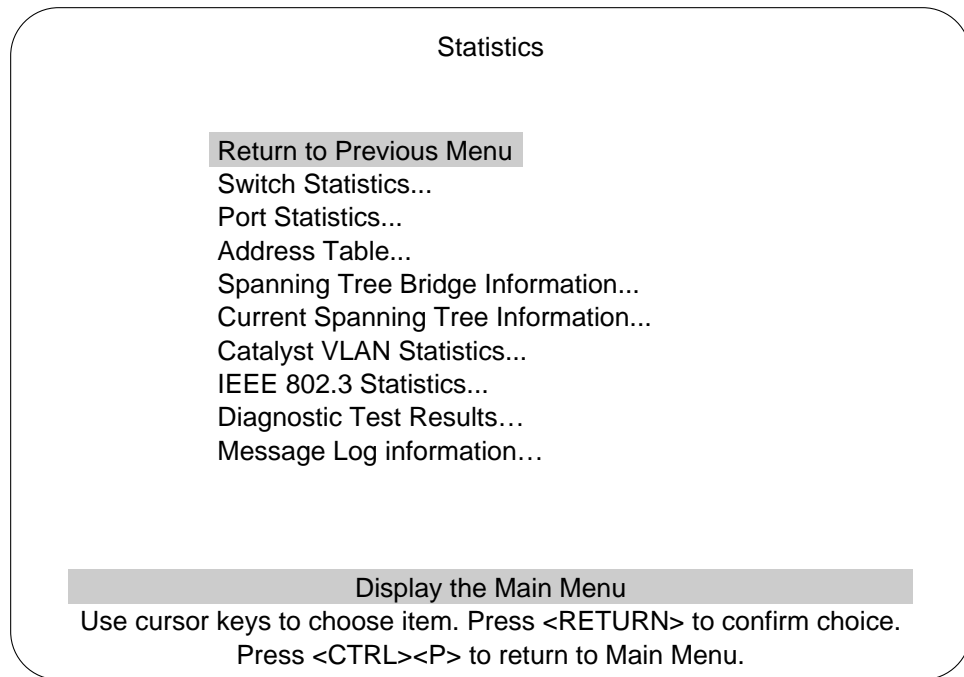 Statistics
Return to Previous Menu
Switch Statistics...
Port Statistics...
Address Table...
Spanning Tree Bridge Information...
Current Spanning Tree Information...
Catalyst VLAN Statistics...
IEEE 802.3 Statistics...
Diagnostic Test Results…
Message Log information…
Display the Main Menu
Use cursor keys to choose item. Press <RETURN> to confirm choice.
Press <CTRL><P> to return to Main Menu.